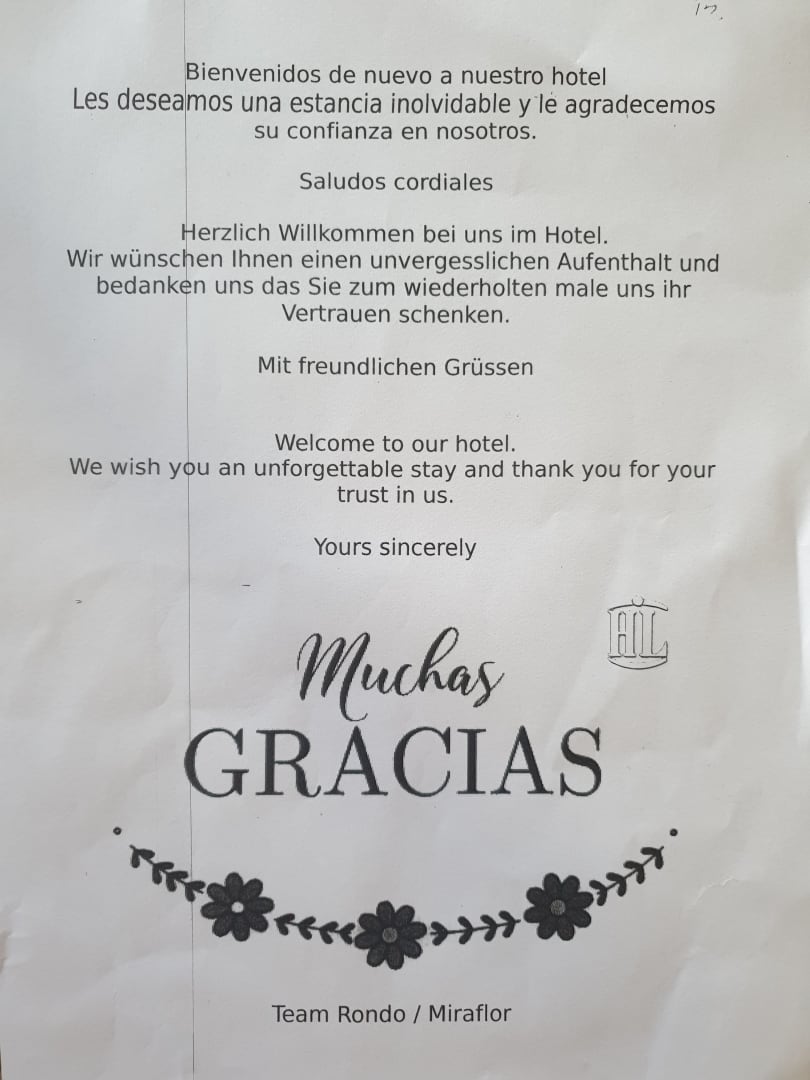 Bienvenidos de nuevo a nuestro hotel
Les deseamos una estancia inolvidable y le agradecemos
su confianza en nosotros.
Saludos cordiales
Herzlich Willkommen bei uns im Hotel.
Wir wünschen Ihnen einen unvergesslichen Aufenthalt und
bedanken uns das Sie zum wiederholten male uns ihr
Vertrauen schenken.
Mit freundlichen Grüssen
Welcome to our hotel.
We wish you an unforgettable stay and thank you for your
trust in us.
Yours sincerely
HL
Muchas
GRACIAS
Team Rondo / Miraflor